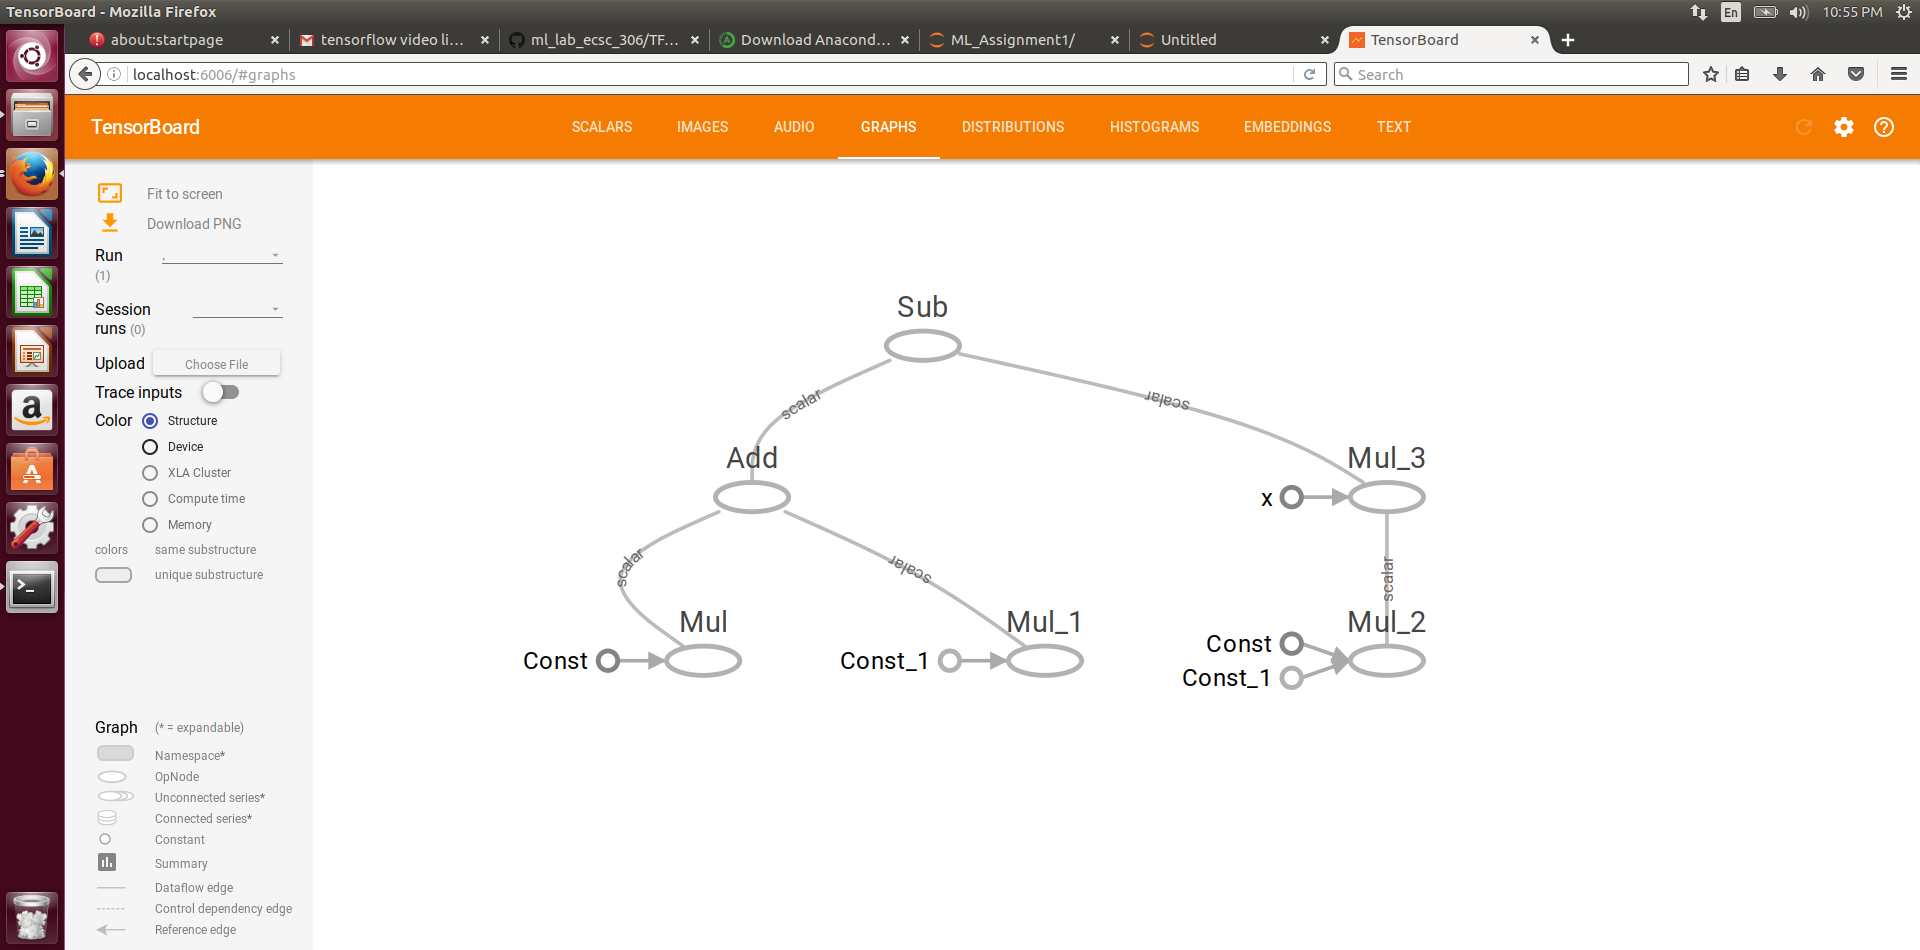 TensorBoard - Mozilla Firefox
En
10:55 PM
about:startpage
tensorflow video li...
ml_lab_ecsc_306/TF...
Download Anacond...
ML_Assignment1/
Untitled
TensorBoard
localhost:6006/#graphs
Search
TensorBoard
SCALARS
IMAGES
AUDIO
GRAPHS
DISTRIBUTIONS
HISTOGRAMS
EMBEDDINGS
TEXT
Fit to screen
Download PNG
Run
(1)
.
Session
runs (0)
Upload
Choose File
Trace inputs
Color
Structure
Device
XLA Cluster
Compute time
Memory
colors
same substructure
unique substructure
Graph
(* = expandable)
Namespace*
OpNode
Unconnected series*
Connected series*
Constant
Summary
Dataflow edge
Control dependency edge
Reference edge
Sub
scalar
scalar
Add
Mul_3
x
scalar
scalar
scalar
Mul
Mul_1
Mul_2
Const
Const_1
Const
Const_1